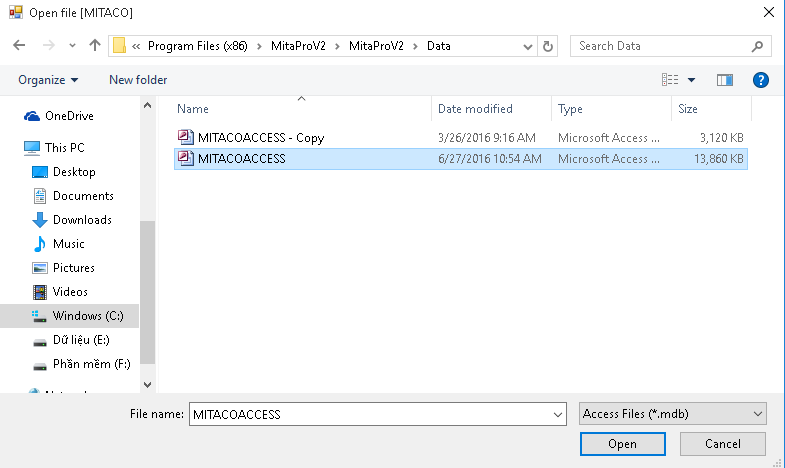 Open file [MITACO]
« Program Files (x86) > MitaProV2 > MitaProV2 > Data
Search Data
Organize
New folder
Name
Date modified
Type
Size
MITACOACCESS - Copy
3/26/2016 9:16 AM
Microsoft Access ...
3,120 KB
MITACOACCESS
6/27/2016 10:54 AM
Microsoft Access ...
13,860 KB
OneDrive
This PC
Desktop
Documents
Downloads
Music
Pictures
Videos
Windows (C:)
Dữ liệu (E:)
Phần mềm (F:)
File name:
MITACOACCESS
Access Files (*.mdb)
Open
Cancel